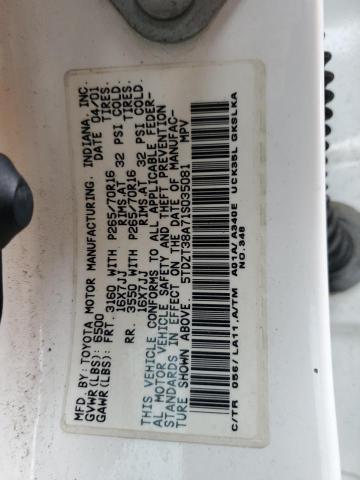 MFD.BY: TOYOTA MOTOR MANUFACTURING, INDIANA, INC.
GVWR(LBS): 6500 DATE 04/01
GAWR(LBS): FRT. 3160 WITH P265/70R16
16X7JJ RIMS.AT 32 PSI COLD.
RR. 3550 WITH P265/70R16
16X7JJ RIMS.AT 32 PSI COLD.
THIS VEHICLE CONFORMS TO ALL APPLICABLE FEDER-
AL MOTOR VEHICLE SAFETY AND THEFT PREVENTION
STANDARDS IN EFFECT ON THE DATE OF MANUFAC-
TURE SHOWN ABOVE. 5TDZT38A71S035081 MPV
C/TR 056/LA11.A/TM A01A/A340E UCK35L GKSLKA
NO.348